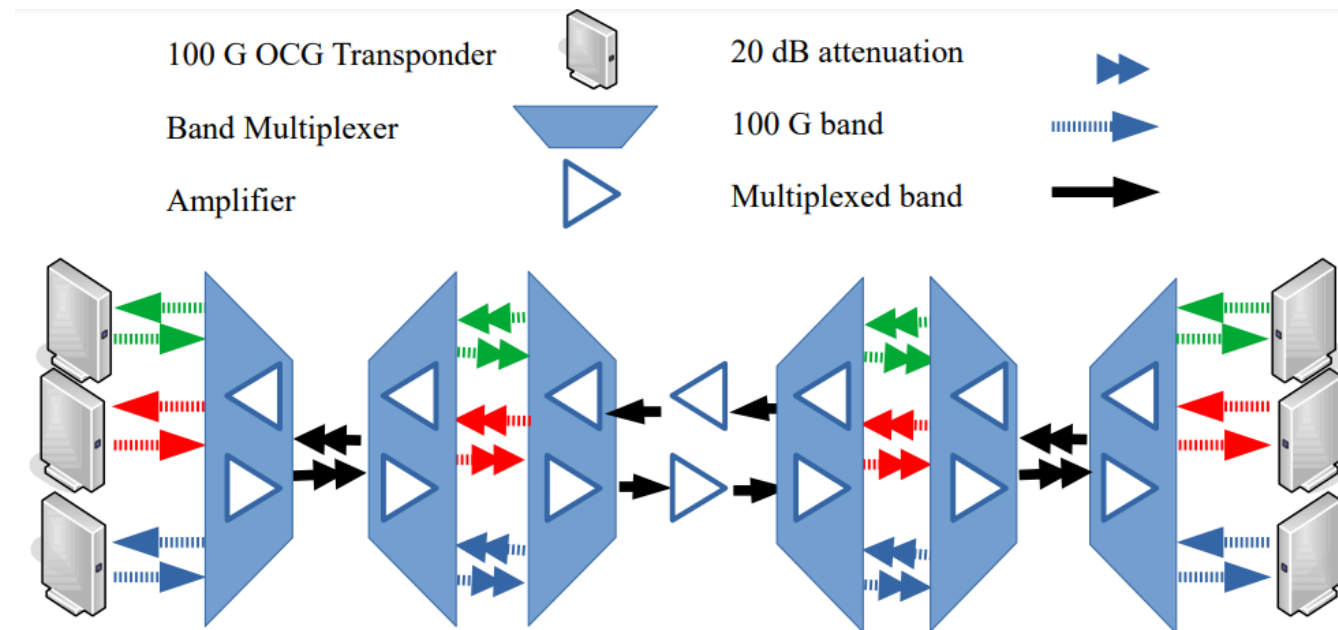 100 G OCG Transponder
20 dB attenuation
Band Multiplexer
100 G band
Amplifier
Multiplexed band